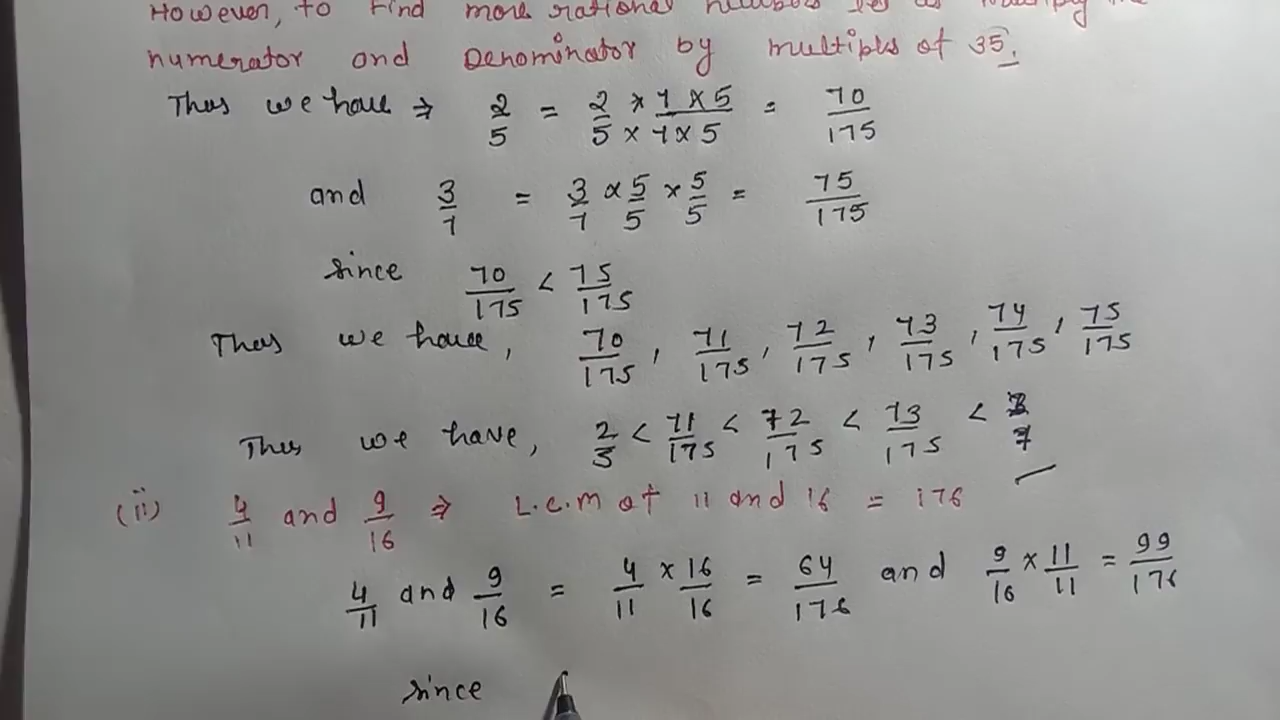 However, to find more rational
numerator and Denominator by multiples of 35.
Thus we have ⇒ 2/5 = 2/5 × 7×5/7×5 = 70/175
and 3/7 = 3/7 × 5/5 × 5/5 = 75/175
since 70/175 < 75/175
Thus we have, 70/175, 71/175, 72/175, 73/175, 74/175, 75/175
Thus we have, 2/5 < 71/175 < 72/175 < 73/175 < 3/7
(ii) 4/11 and 9/16 ⇒ L.C.M of 11 and 16 = 176
4/11 and 9/16 = 4/11 × 16/16 = 64/176 and 9/16 × 11/11 = 99/176
since